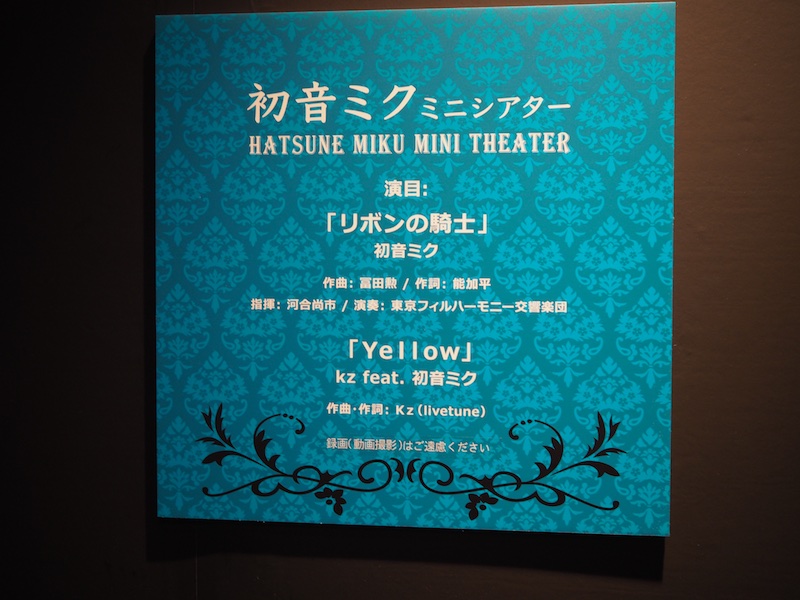 初音ミク ミニシアター
HATSUNE MIKU MINI THEATER
演目:
「リボンの騎士」
初音ミク
作曲: 冨田勲 / 作詞: 能加平
指揮: 河合尚市 / 演奏: 東京フィルハーモニー交響楽団
「Yellow」
kz feat. 初音ミク
作曲・作詞: Kz(livetune)
録画(動画撮影)はご遠慮ください